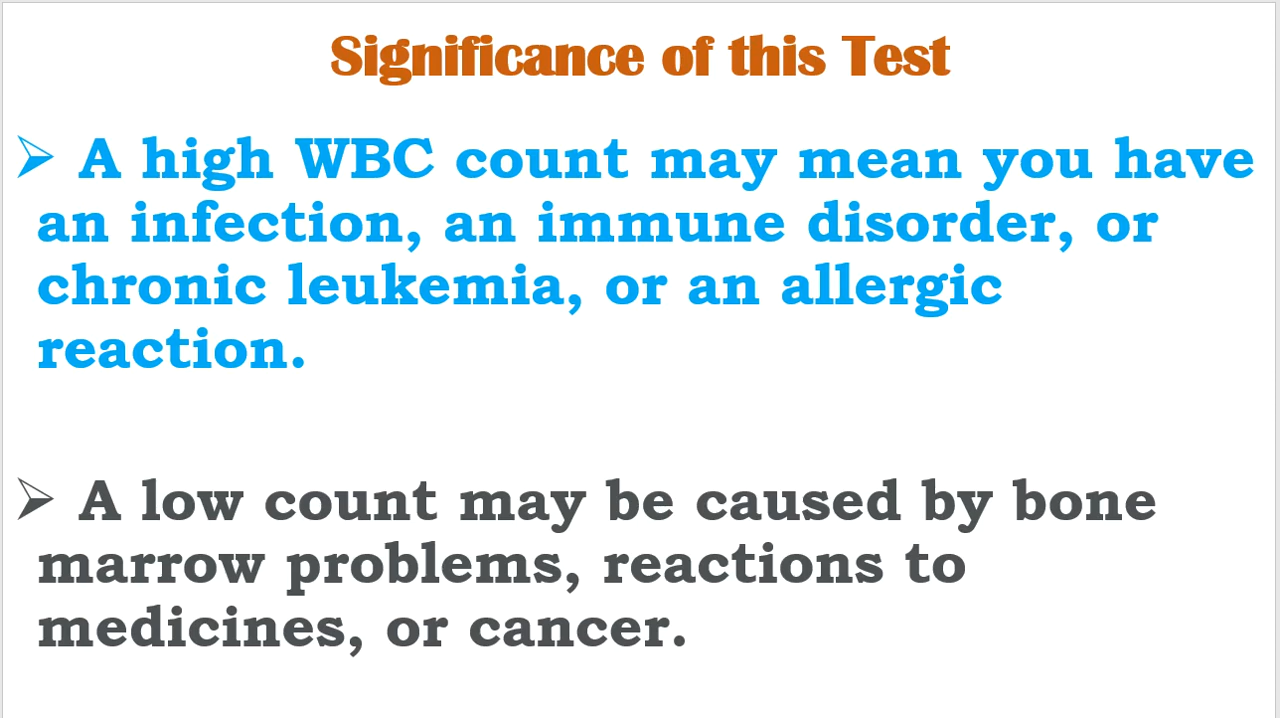 Significance of this Test
➢ A high WBC count may mean you have
an infection, an immune disorder, or
chronic leukemia, or an allergic
reaction.
➢ A low count may be caused by bone
marrow problems, reactions to
medicines, or cancer.